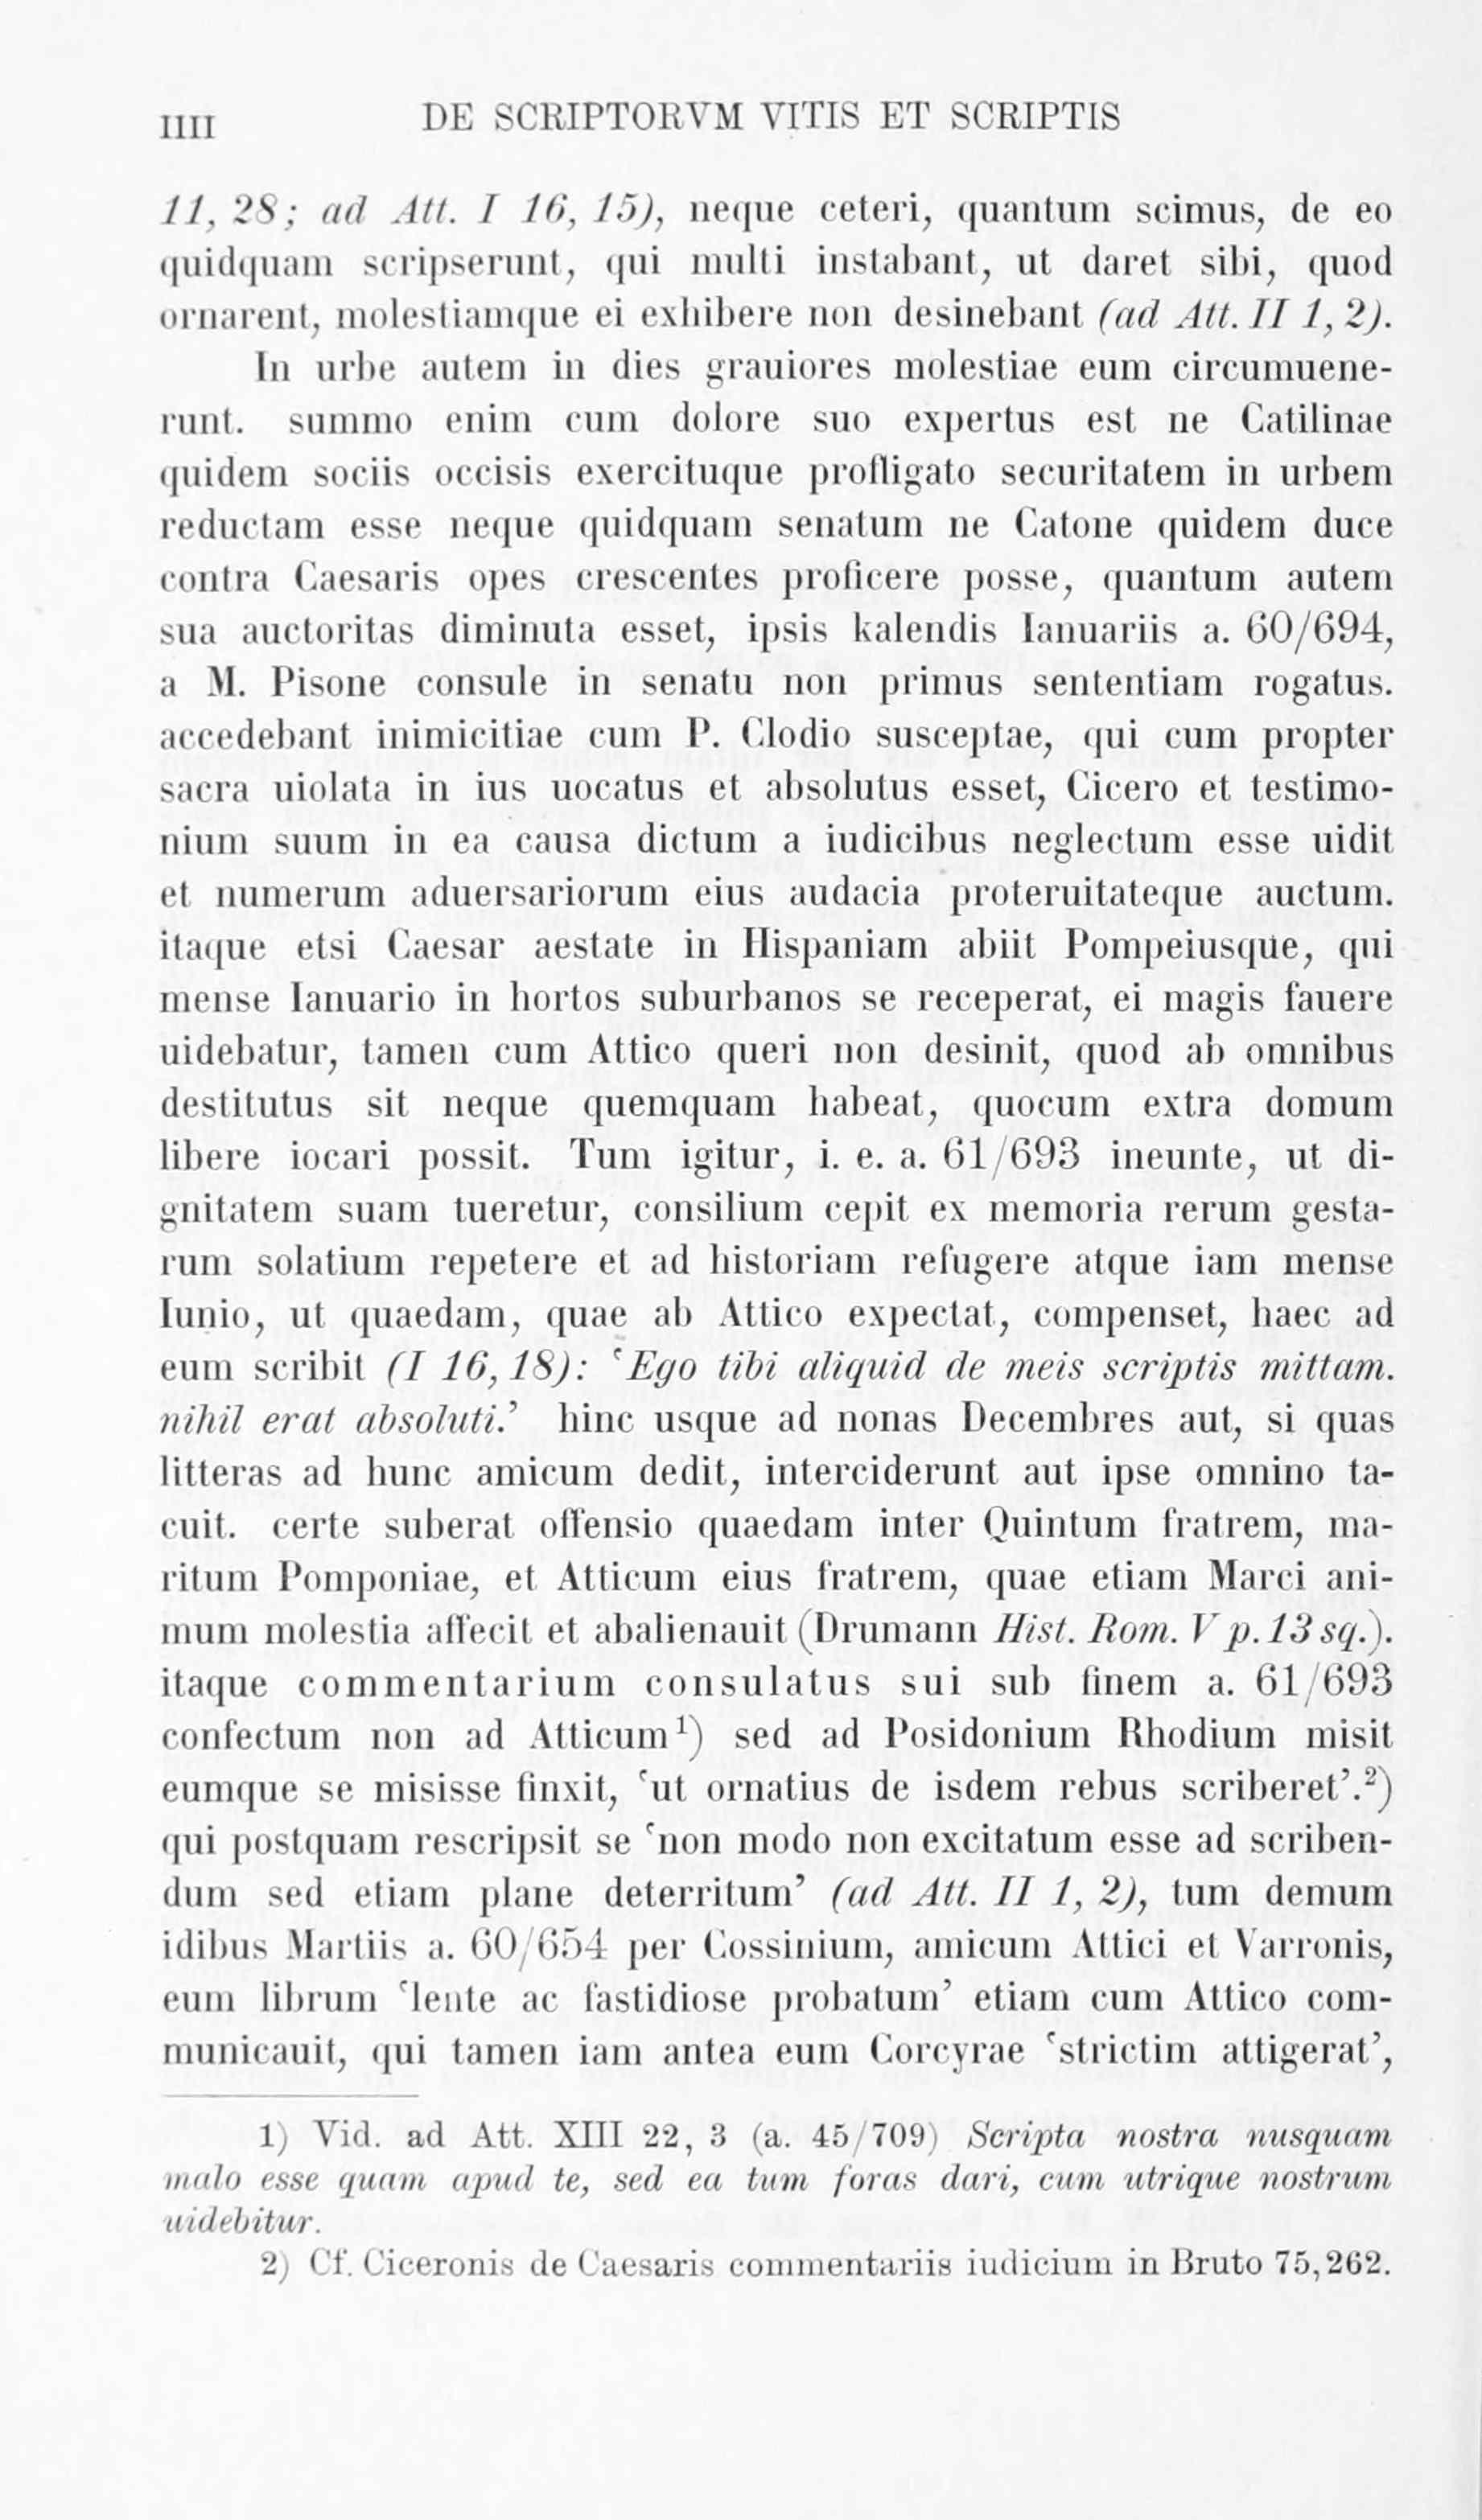 IIII DE SCRIPTORVM VITIS ET SCRIPTIS
11, 28; ad Att. I 16, 15), neque ceteri, quantum scimus, de eo
quidquam scripserunt, qui multi instabant, ut daret sibi, quod
ornarent, molestiamque ei exhibere non desinebant (ad Att. II 1, 2).
In urbe autem in dies grauiores molestiae eum circumuene-
runt. summo enim cum dolore suo expertus est ne Catilinae
quidem sociis occisis exercituque profligato securitatem in urbem
reductam esse neque quidquam senatum ne Catone quidem duce
contra Caesaris opes crescentes proficere posse, quantum autem
sua auctoritas diminuta esset, ipsis kalendis Ianuariis a. 60/694,
a M. Pisone consule in senatu non primus sententiam rogatus.
accedebant inimicitiae cum P. Clodio susceptae, qui cum propter
sacra uiolata in ius uocatus et absolutus esset, Cicero et testimo-
nium suum in ea causa dictum a iudicibus neglectum esse uidit
et numerum aduersariorum eius audacia proteruitateque auctum.
itaque etsi Caesar aestate in Hispaniam abiit Pompeiusque, qui
mense Ianuario in hortos suburbanos se receperat, ei magis fauere
uidebatur, tamen cum Attico queri non desinit, quod ab omnibus
destitutus sit neque quemquam habeat, quocum extra domum
libere iocari possit. Tum igitur, i. e. a. 61/693 ineunte, ut di-
gnitatem suam tueretur, consilium cepit ex memoria rerum gesta-
rum solatium repetere et ad historiam refugere atque iam mense
Iunio, ut quaedam, quae ab Attico expectat, compenset, haec ad
eum scribit (I 16, 18): ‘Ego tibi aliquid de meis scriptis mittam.
nihil erat absoluti.’ hinc usque ad nonas Decembres aut, si quas
litteras ad hunc amicum dedit, interciderunt aut ipse omnino ta-
cuit. certe suberat offensio quaedam inter Quintum fratrem, ma-
ritum Pomponiae, et Atticum eius fratrem, quae etiam Marci ani-
mum molestia affecit et abalienauit (Drumann Hist. Rom. V p. 13 sq.).
itaque commentarium consulatus sui sub finem a. 61/693
confectum non ad Atticum¹) sed ad Posidonium Rhodium misit
eumque se misisse finxit, ‘ut ornatius de isdem rebus scriberet’.²)
qui postquam rescripsit se ‘non modo non excitatum esse ad scriben-
dum sed etiam plane deterritum’ (ad Att. II 1, 2), tum demum
idibus Martiis a. 60/654 per Cossinium, amicum Attici et Varronis,
eum librum ‘lente ac fastidiose probatum’ etiam cum Attico com-
municauit, qui tamen iam antea eum Corcyrae ‘strictim attigerat’,
1) Vid. ad Att. XIII 22, 3 (a. 45/709) Scripta nostra nusquam
malo esse quam apud te, sed ea tum foras dari, cum utrique nostrum
uidebitur.
2) Cf. Ciceronis de Caesaris commentariis iudicium in Bruto 75, 262.